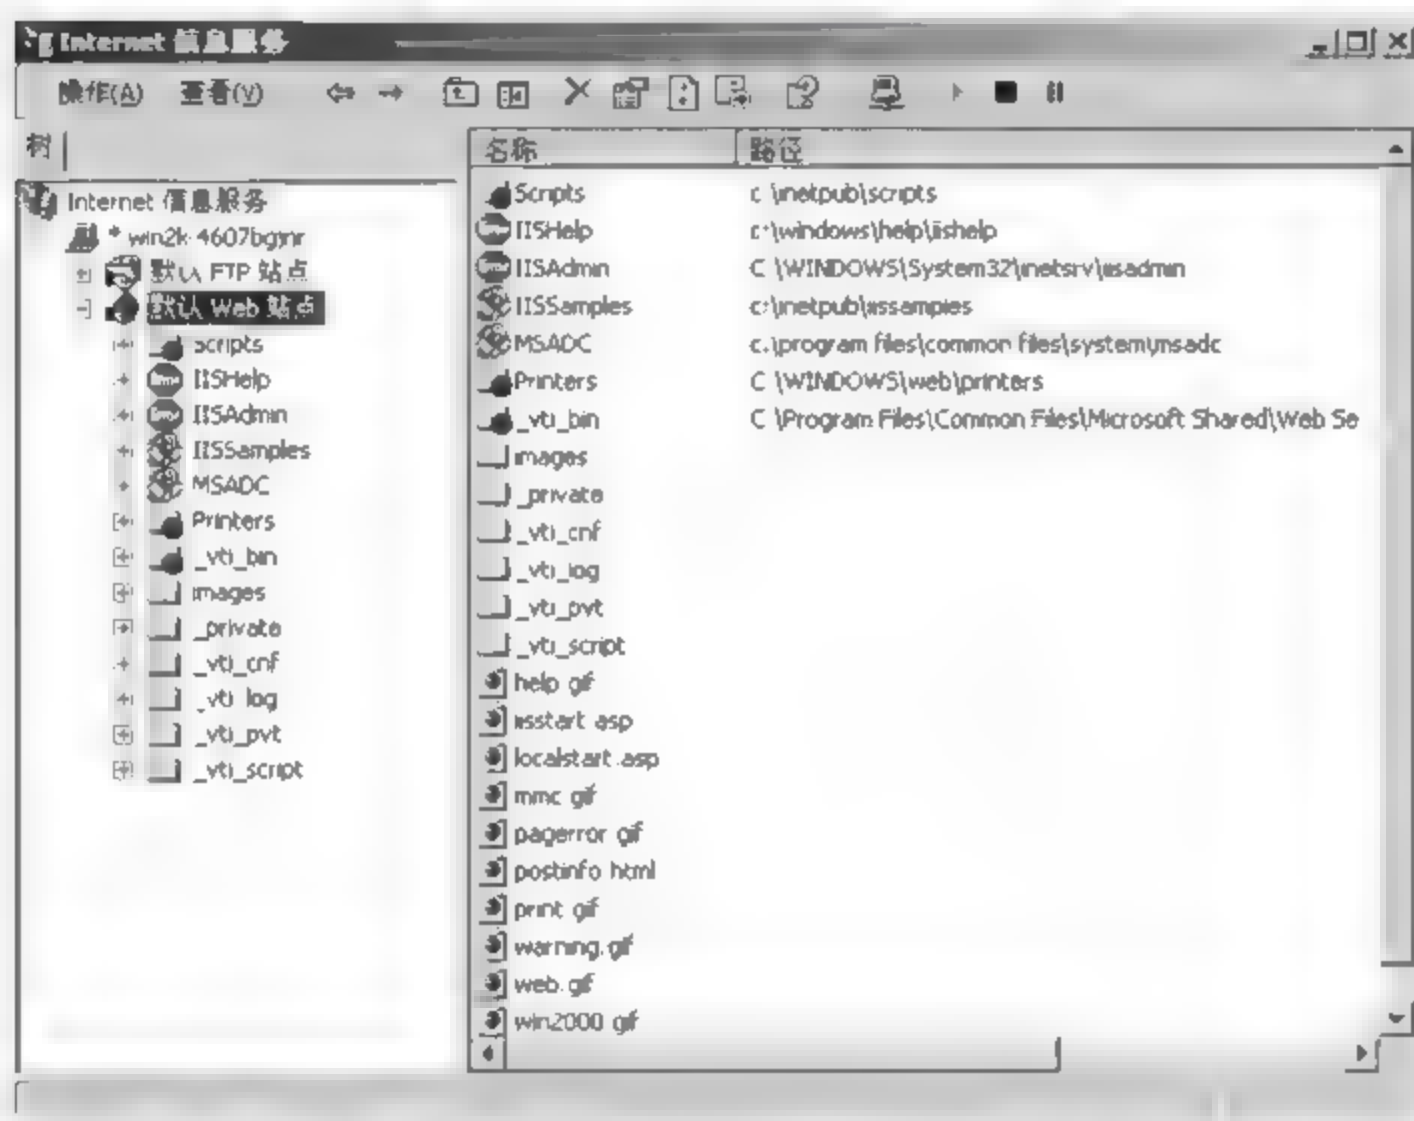 Internet 信息服务
操作(A) 查看(V)
树
Internet 信息服务
* win2k-4607bgjnr
默认 FTP 站点
默认 Web 站点
Scripts
IISHelp
IISAdmin
IISSamples
MSADC
Printers
_vti_bin
images
_private
_vti_cnf
_vti_log
_vti_pvt
_vti_script
名称 路径
Scripts c:\inetpub\scripts
IISHelp c:\windows\help\iishelp
IISAdmin C:\WINDOWS\System32\inetsrv\iisadmin
IISSamples c:\inetpub\iissamples
MSADC c:\program files\common files\system\msadc
Printers C:\WINDOWS\web\printers
_vti_bin C:\Program Files\Common Files\Microsoft Shared\Web Se
images
_private
_vti_cnf
_vti_log
_vti_pvt
_vti_script
help.gif
iisstart.asp
localstart.asp
mmc.gif
pagerror.gif
postinfo.html
print.gif
warning.gif
web.gif
win2000.gif